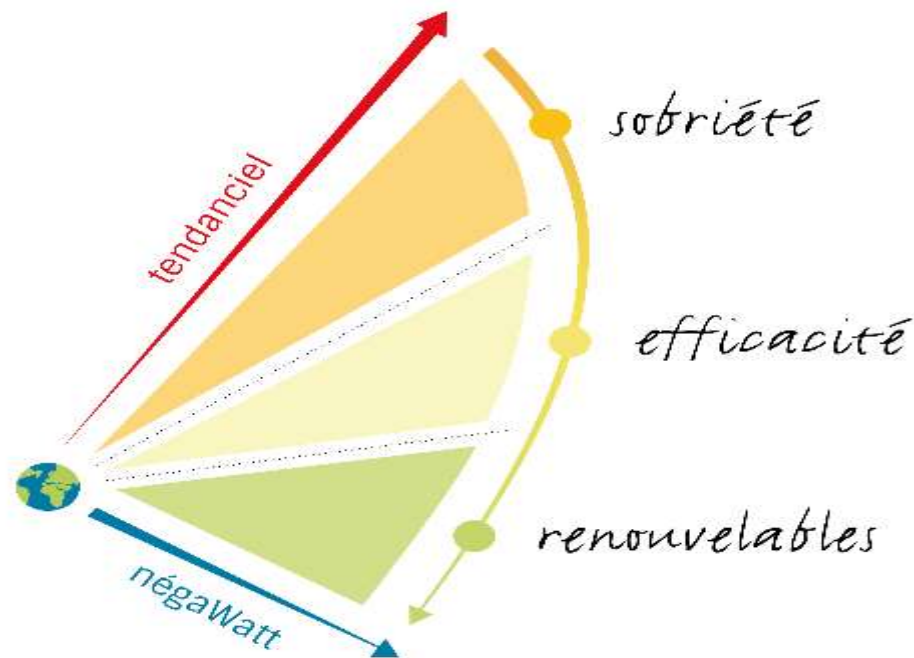 tendanciel
sobriété
efficacité
renouvelables
négaWatt